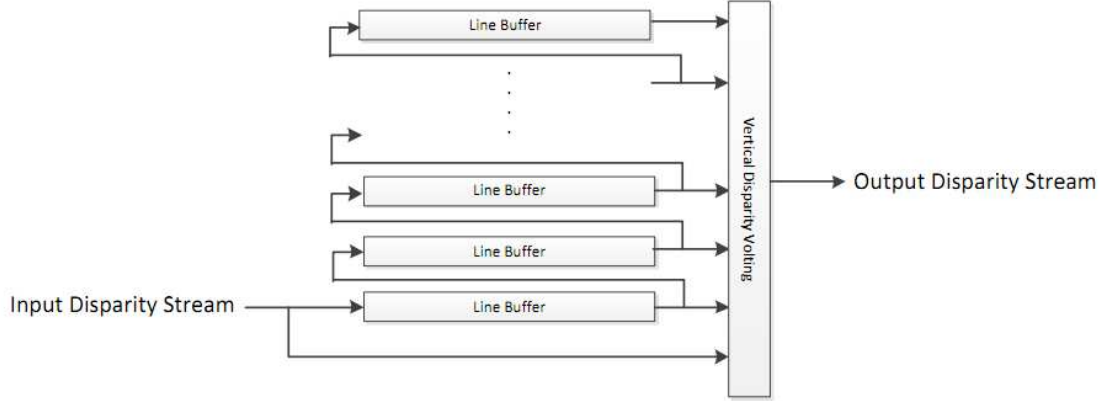 Line Buffer
Line Buffer
Line Buffer
Line Buffer
Input Disparity Stream
Vertical Disparity Volting
Output Disparity Stream